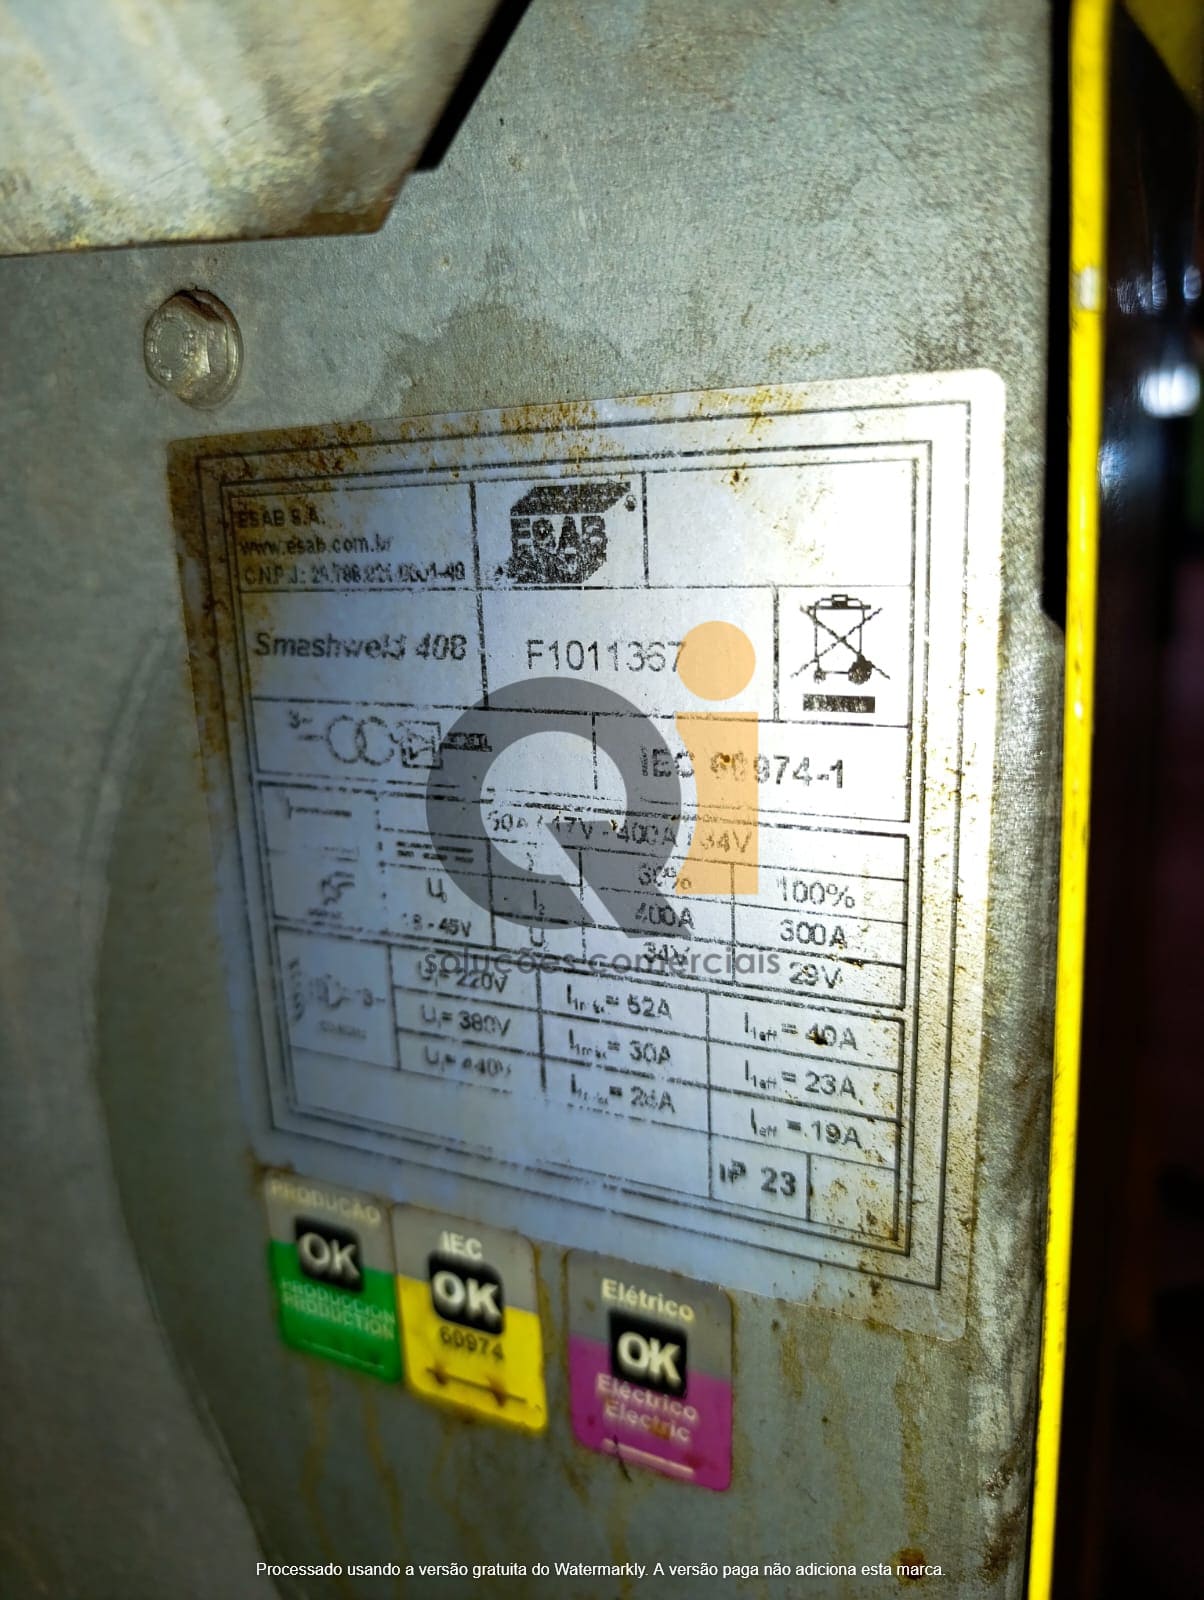 ESAB S.A.
www.esab.com.br
C.N.P.J.:
ESAB
Smashweld 408
F1011367
3~
IEC 60974-1
50A / 17V - 400A / 34V
60% 100%
U₀ I₂ 400A 300A
18 - 45V U₂ 34V 29V
U₁= 220V I₁max= 52A I₁eff = 40A
U₁= 380V I₁max= 30A I₁eff = 23A
U₁= 440V I₁max= 26A I₁eff = 19A
3~
IP 23
Qi
soluções comerciais
PRODUÇÃO
OK
PRODUCCION
PRODUCTION
IEC
OK
60974
Elétrico
OK
Eléctrico
Electric
Processado usando a versão gratuita do Watermarkly. A versão paga não adiciona esta marca.